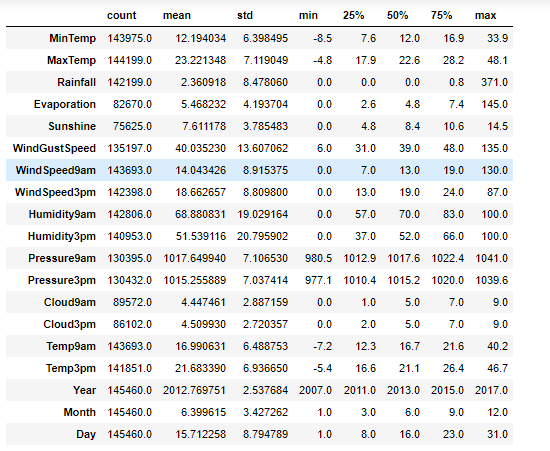 count mean std min 25% 50% 75% max
MinTemp 143975.0 12.194034 6.398495 -8.5 7.6 12.0 16.9 33.9
MaxTemp 144199.0 23.221348 7.119049 -4.8 17.9 22.6 28.2 48.1
Rainfall 142199.0 2.360918 8.478060 0.0 0.0 0.0 0.8 371.0
Evaporation 82670.0 5.468232 4.193704 0.0 2.6 4.8 7.4 145.0
Sunshine 75625.0 7.611178 3.785483 0.0 4.8 8.4 10.6 14.5
WindGustSpeed 135197.0 40.035230 13.607062 6.0 31.0 39.0 48.0 135.0
WindSpeed9am 143693.0 14.043426 8.915375 0.0 7.0 13.0 19.0 130.0
WindSpeed3pm 142398.0 18.662657 8.809800 0.0 13.0 19.0 24.0 87.0
Humidity9am 142806.0 68.880831 19.029164 0.0 57.0 70.0 83.0 100.0
Humidity3pm 140953.0 51.539116 20.795902 0.0 37.0 52.0 66.0 100.0
Pressure9am 130395.0 1017.649940 7.106530 980.5 1012.9 1017.6 1022.4 1041.0
Pressure3pm 130432.0 1015.255889 7.037414 977.1 1010.4 1015.2 1020.0 1039.6
Cloud9am 89572.0 4.447461 2.887159 0.0 1.0 5.0 7.0 9.0
Cloud3pm 86102.0 4.509930 2.720357 0.0 2.0 5.0 7.0 9.0
Temp9am 143693.0 16.990631 6.488753 -7.2 12.3 16.7 21.6 40.2
Temp3pm 141851.0 21.683390 6.936650 -5.4 16.6 21.1 26.4 46.7
Year 145460.0 2012.769751 2.537684 2007.0 2011.0 2013.0 2015.0 2017.0
Month 145460.0 6.399615 3.427262 1.0 3.0 6.0 9.0 12.0
Day 145460.0 15.712258 8.794789 1.0 8.0 16.0 23.0 31.0